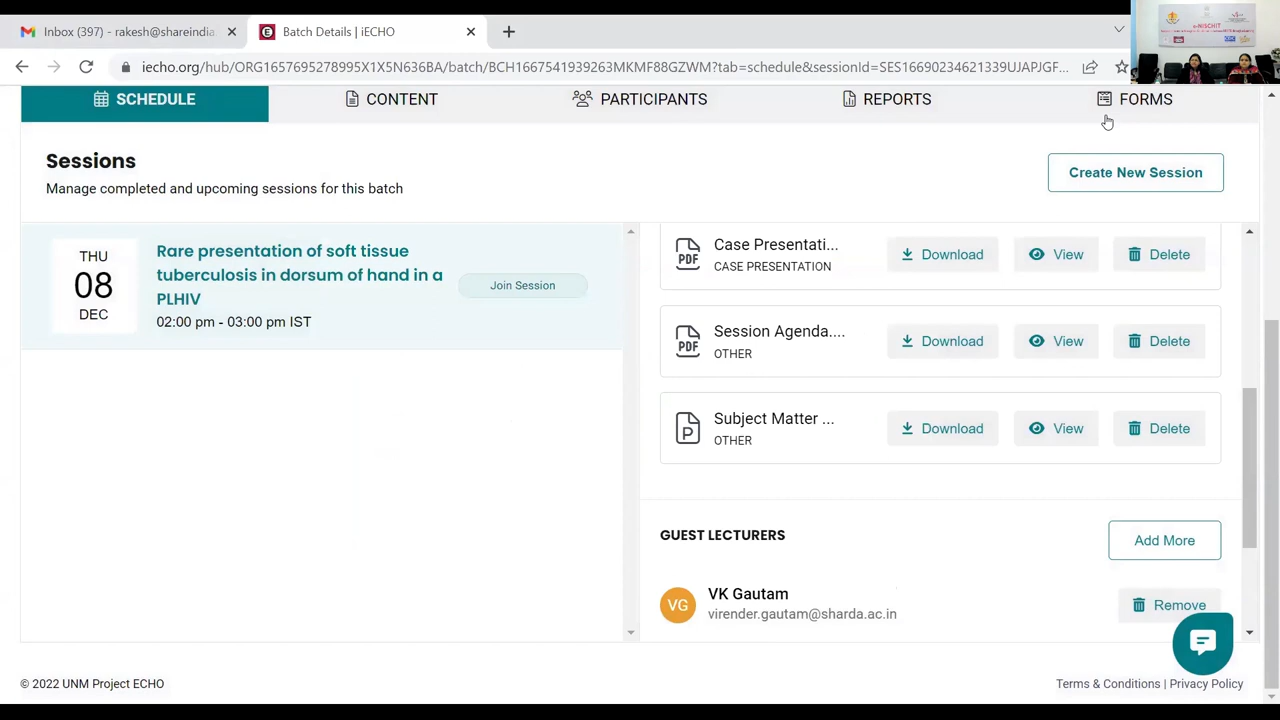 Inbox (397) - rakesh@shareindia.
Batch Details | iECHO
iecho.org/hub/ORG1657695278995X1X5N636BA/batch/
?tab=schedule&sessionId=
SCHEDULE
CONTENT
PARTICIPANTS
REPORTS
FORMS
Sessions
Manage completed and upcoming sessions for this batch
Create New Session
THU
08
DEC
Rare presentation of soft tissue
tuberculosis in dorsum of hand in a
PLHIV
02:00 pm - 03:00 pm IST
Join Session
PDF
Case Presentati...
CASE PRESENTATION
Download
View
Delete
PDF
Session Agenda....
OTHER
Download
View
Delete
P
Subject Matter ...
OTHER
Download
View
Delete
GUEST LECTURERS
Add More
VG
VK Gautam
virender.gautam@sharda.ac.in
Remove
© 2022 UNM Project ECHO
Terms & Conditions | Privacy Policy
e-NISCHIT